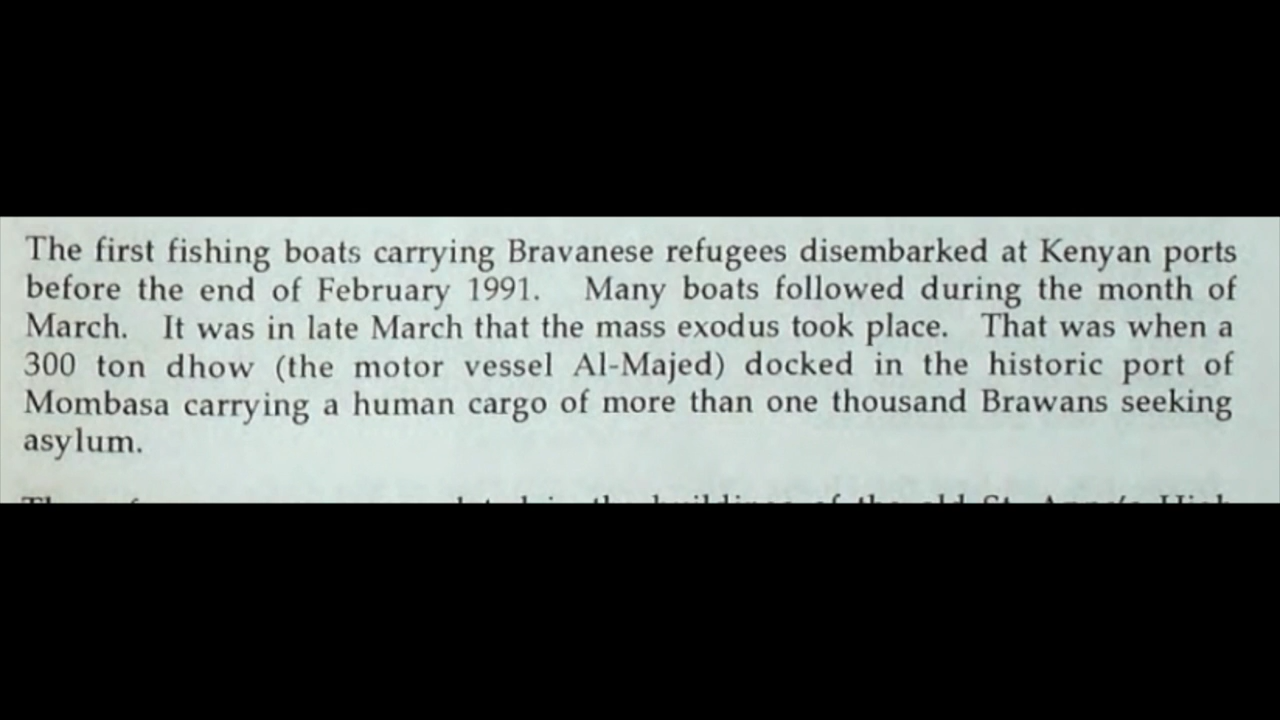 The first fishing boats carrying Bravanese refugees disembarked at Kenyan ports
before the end of February 1991. Many boats followed during the month of
March. It was in late March that the mass exodus took place. That was when a
300 ton dhow (the motor vessel Al-Majed) docked in the historic port of
Mombasa carrying a human cargo of more than one thousand Brawans seeking
asylum.